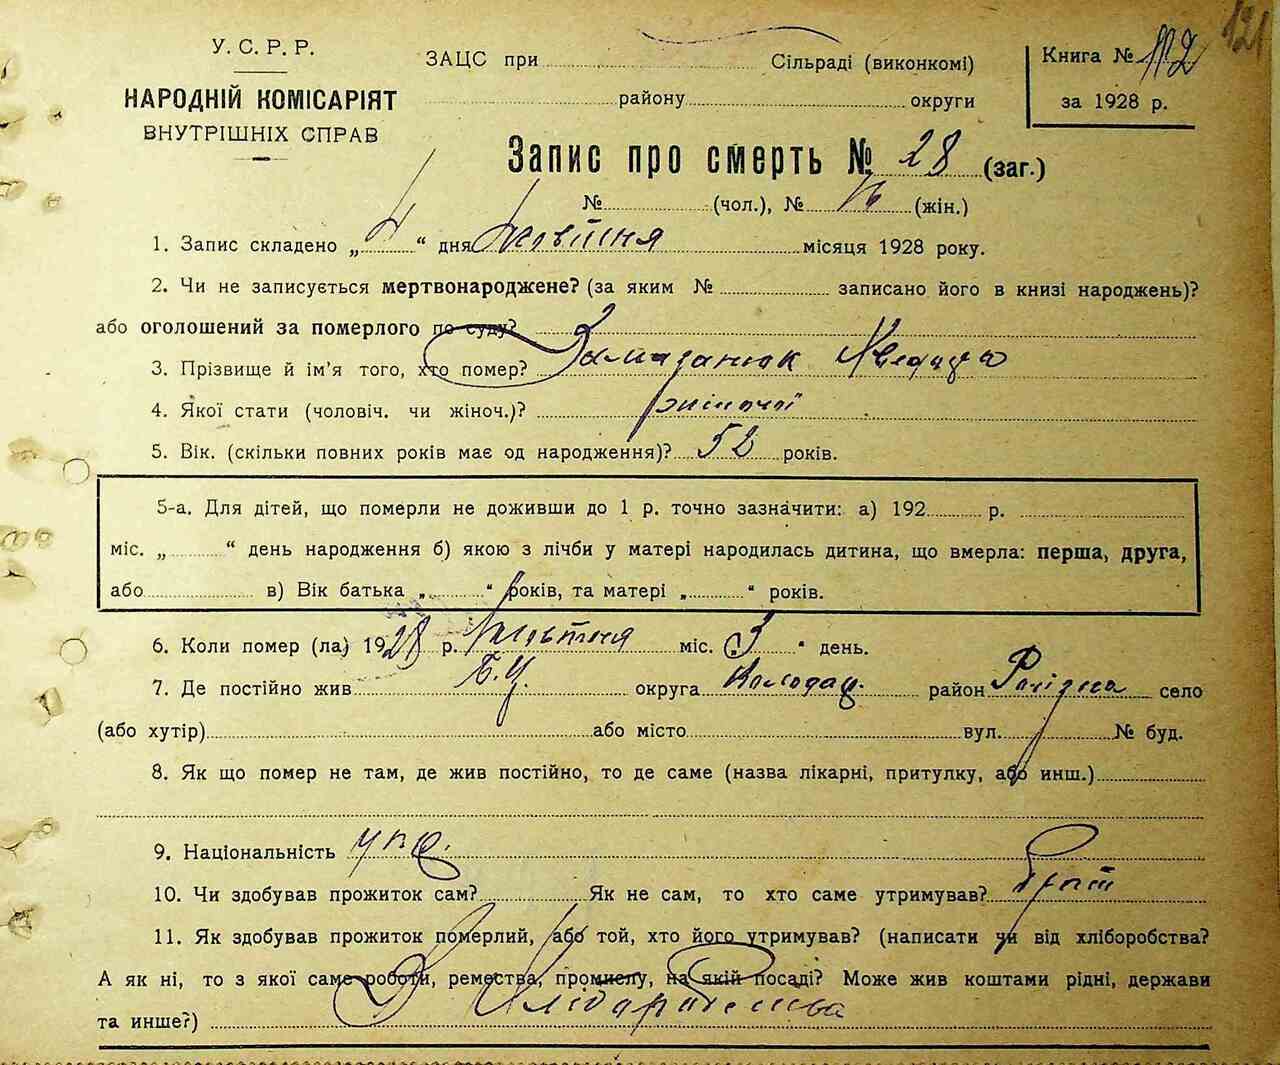 121
У. С. Р. Р.
НАРОДНІЙ КОМІСАРІЯТ
ВНУТРІШНІХ СПРАВ
ЗАЦС при Сільраді (виконкомі)
району округи
Книга № 112
за 1928 р.
Запис про смерть № 28 (заг.)
№ (чол.), № 16 (жін.)
1. Запис складено „4“ дня Жовтня місяця 1928 року.
2. Чи не записується мертвонароджене? (за яким № записано його в книзі народжень)?
або оголошений за померлого по суду?
3. Прізвище й ім'я того, хто помер?
4. Якої стати (чоловіч. чи жіноч.)? жіночої
5. Вік. (скільки повних років має од народження)? 52 років.
5-а. Для дітей, що померли не доживши до 1 р. точно зазначити: а) 192 р.
міс. „ “ день народження б) якою з лічби у матері народилась дитина, що вмерла: перша, друга,
або в) Вік батька „ “ років, та матері „ “ років.
6. Коли помер (ла) 1928 р. Жовтня міс. „3“ день.
7. Де постійно жив Б.Ц. округа Володар. район село
(або хутір) або місто вул. № буд.
8. Як що помер не там, де жив постійно, то де саме (назва лікарні, притулку, або инш.)
9. Національність укр.
10. Чи здобував прожиток сам? Як не сам, то хто саме утримував? брат
11. Як здобував прожиток померлий, або той, хто його утримував? (написати чи від хліборобства?
А як ні, то з якої саме роботи, ремества, промислу, на якій посаді? Може жив коштами рідні, держави
та инше?) З Хліборобства